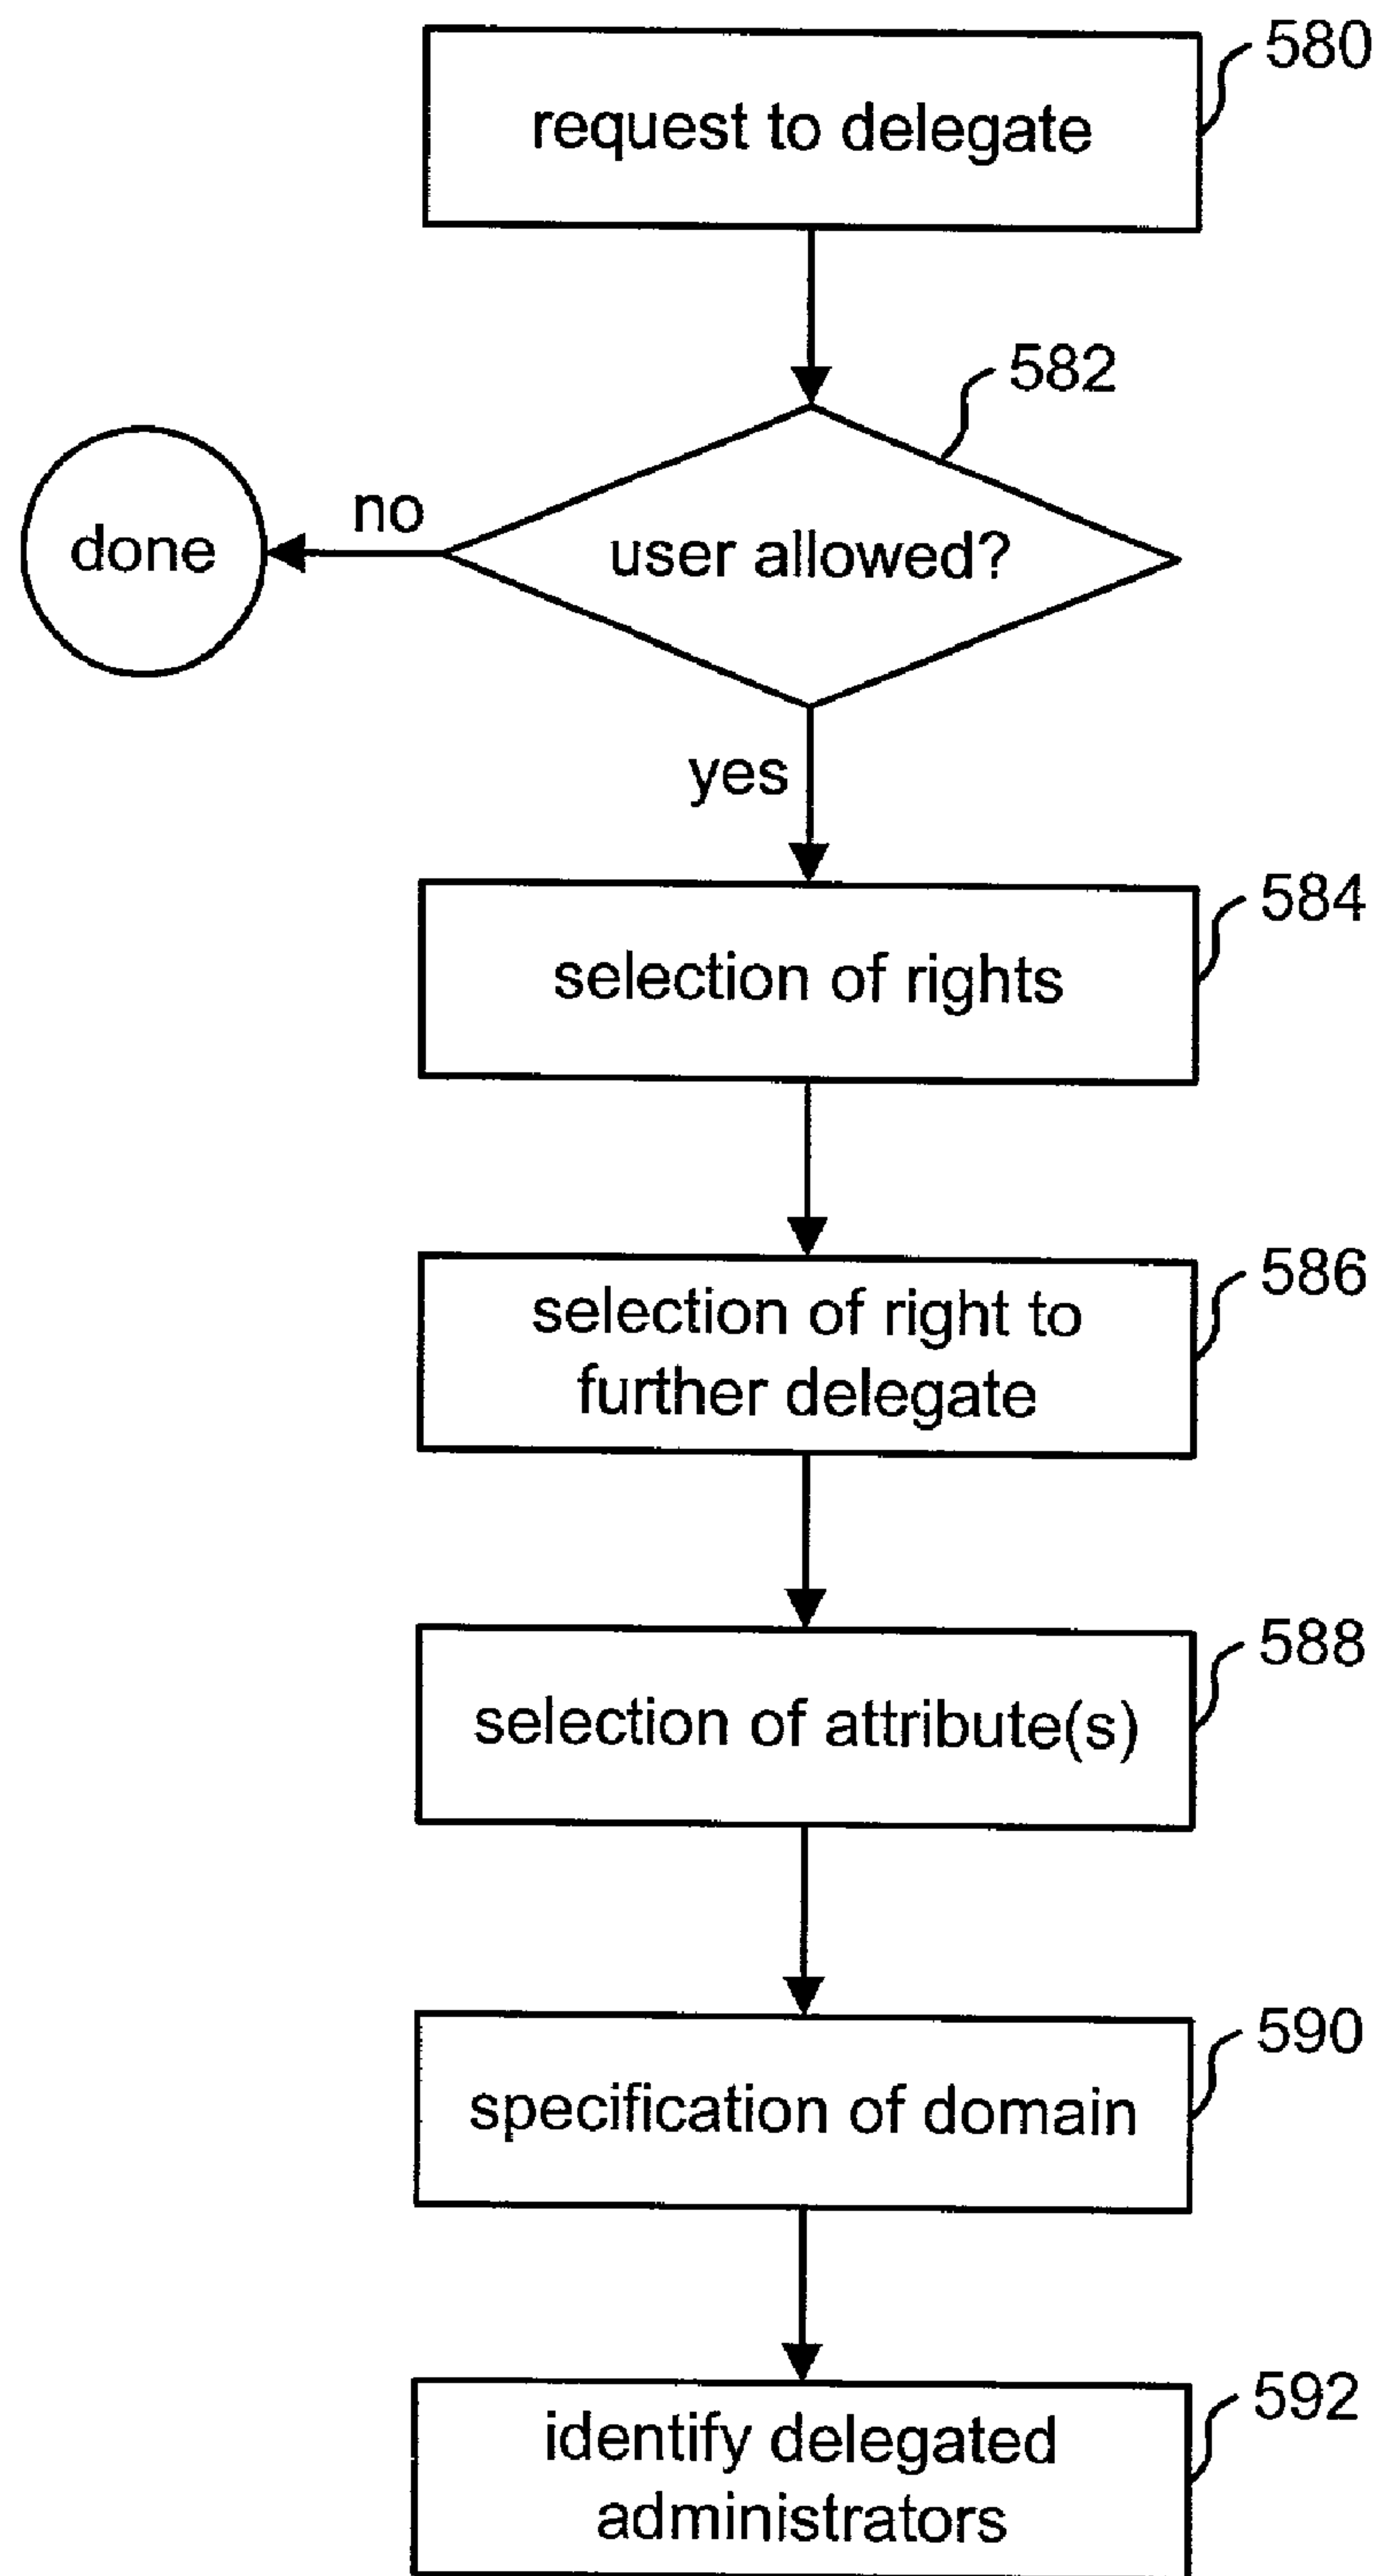 580
request to delegate
582
no
done
user allowed?
yes
584
selection of rights
586
selection of right to
further delegate
588
selection of attribute(s)
590
specification of domain
592
identify delegated
administrators